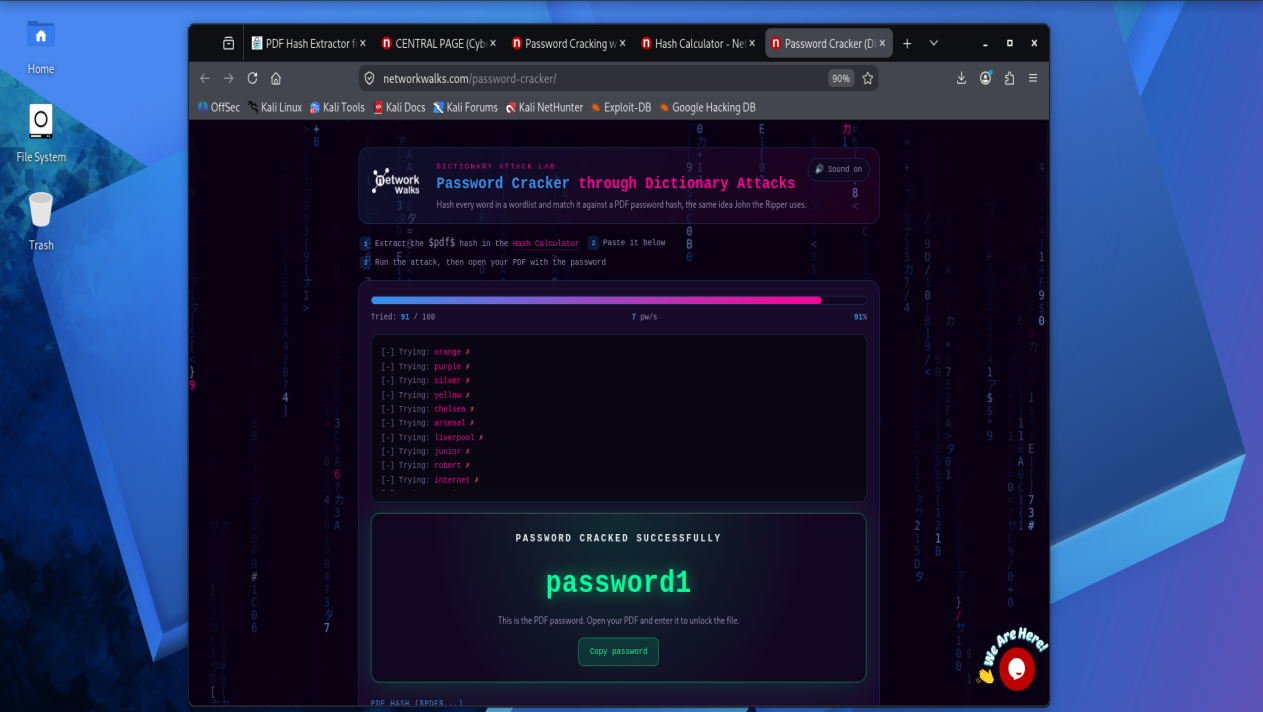 Home
File System
Trash
PDF Hash Extractor f
CENTRAL PAGE (Cyb
Password Cracking w
Hash Calculator - Net
Password Cracker (Di
networkwalks.com/password-cracker/
90%
OffSec
Kali Linux
Kali Tools
Kali Docs
Kali Forums
Kali NetHunter
Exploit-DB
Google Hacking DB
network
Walks
DICTIONARY ATTACK LAB
Password Cracker through Dictionary Attacks
Hash every word in a wordlist and match it against a PDF password hash, the same idea John the Ripper uses.
Sound on
1 Extract the $pdf$ hash in the Hash Calculator 2 Paste it below
3 Run the attack, then open your PDF with the password
Tried: 91 / 100
7 pw/s
91%
[-] Trying: orange ✗
[-] Trying: purple ✗
[-] Trying: silver ✗
[-] Trying: yellow ✗
[-] Trying: chelsea ✗
[-] Trying: arsenal ✗
[-] Trying: liverpool ✗
[-] Trying: junior ✗
[-] Trying: robert ✗
[-] Trying: internet ✗
PASSWORD CRACKED SUCCESSFULLY
password1
This is the PDF password. Open your PDF and enter it to unlock the file.
Copy password
PDF HASH ($PDF$...)
We Are Here!